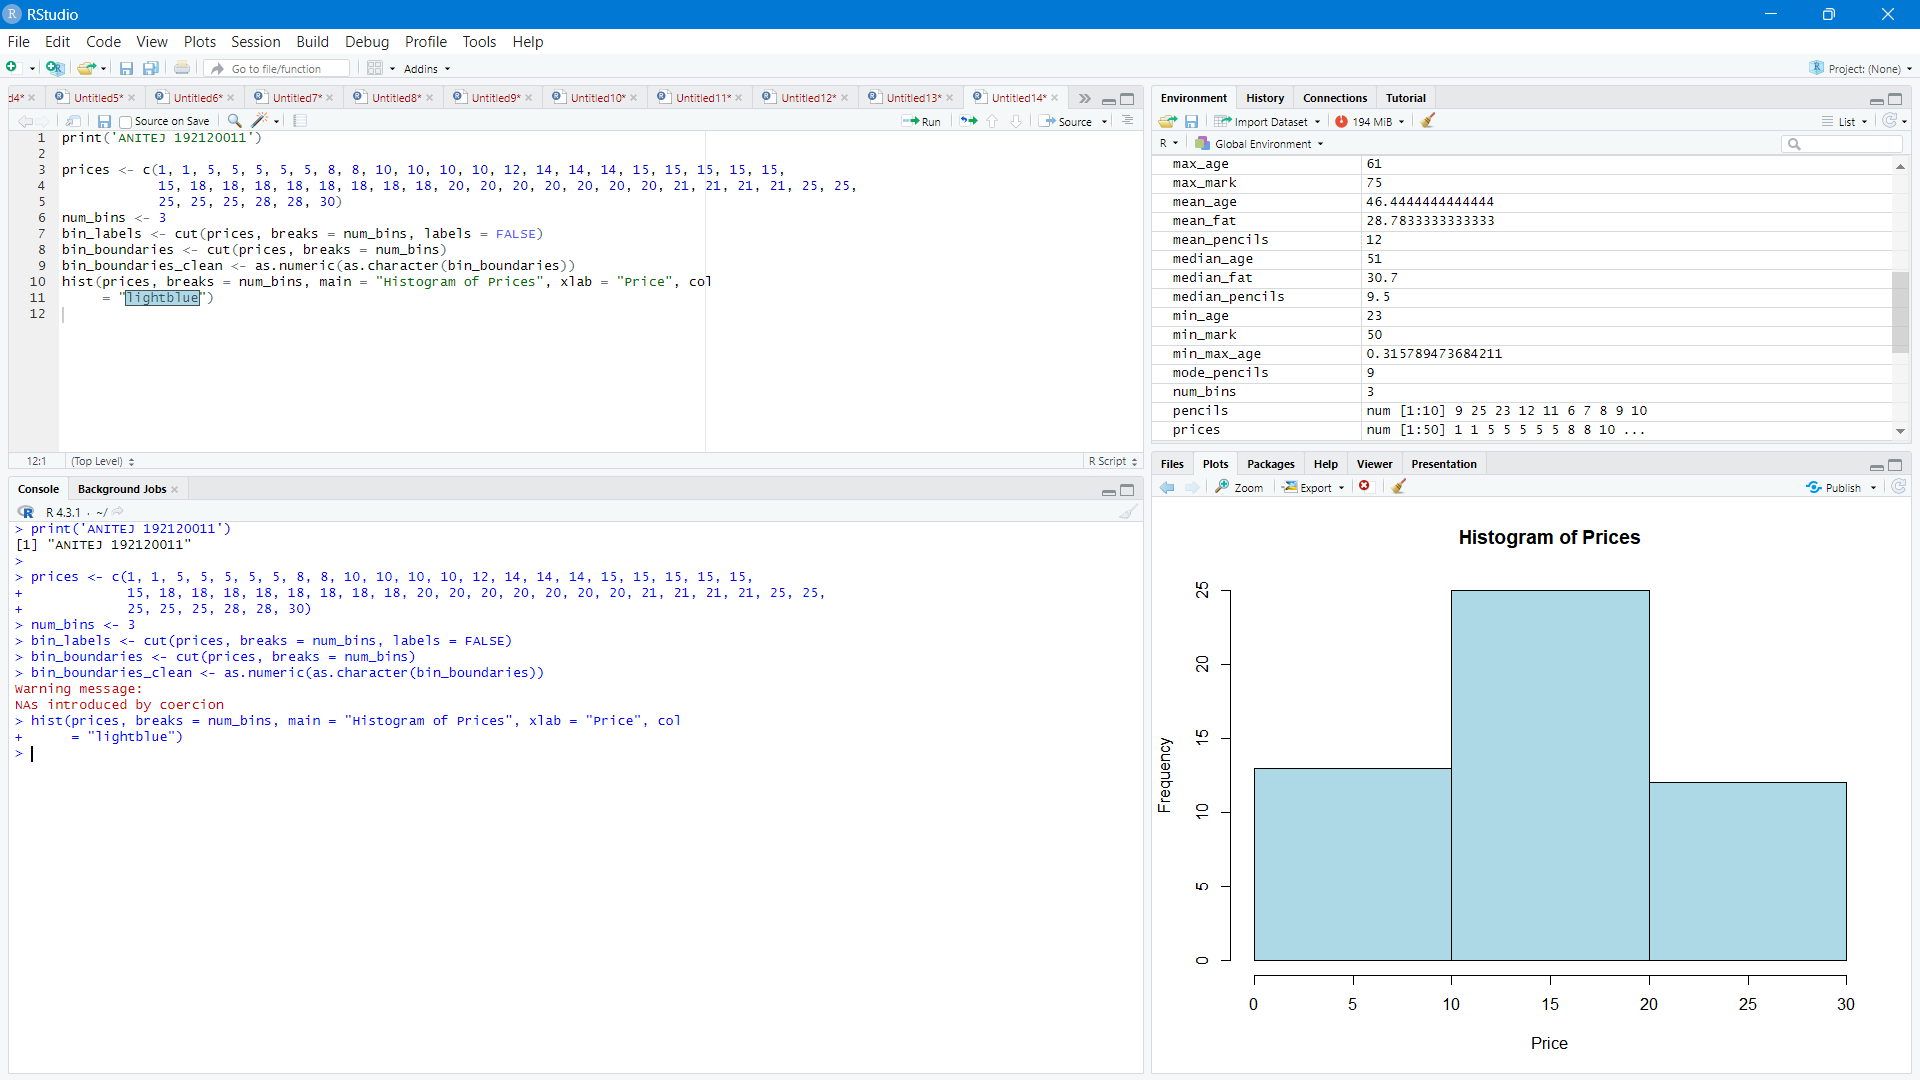 RStudio
File Edit Code View Plots Session Build Debug Profile Tools Help
Go to file/function Addins Project: (None)
d4* Untitled5* Untitled6* Untitled7* Untitled8* Untitled9* Untitled10* Untitled11* Untitled12* Untitled13* Untitled14*
Source on Save Run Source
1 print('ANITEJ 192120011')
2
3 prices <- c(1, 1, 5, 5, 5, 5, 5, 8, 8, 10, 10, 10, 10, 12, 14, 14, 14, 15, 15, 15, 15, 15,
4 15, 18, 18, 18, 18, 18, 18, 18, 18, 20, 20, 20, 20, 20, 20, 20, 21, 21, 21, 21, 25, 25,
5 25, 25, 25, 28, 28, 30)
6 num_bins <- 3
7 bin_labels <- cut(prices, breaks = num_bins, labels = FALSE)
8 bin_boundaries <- cut(prices, breaks = num_bins)
9 bin_boundaries_clean <- as.numeric(as.character(bin_boundaries))
10 hist(prices, breaks = num_bins, main = "Histogram of Prices", xlab = "Price", col
11 = "lightblue")
12
12:1 (Top Level) R Script
Console Background Jobs
R 4.3.1 · ~/
> print('ANITEJ 192120011')
[1] "ANITEJ 192120011"
>
> prices <- c(1, 1, 5, 5, 5, 5, 5, 8, 8, 10, 10, 10, 10, 12, 14, 14, 14, 15, 15, 15, 15, 15,
+ 15, 18, 18, 18, 18, 18, 18, 18, 18, 20, 20, 20, 20, 20, 20, 20, 21, 21, 21, 21, 25, 25,
+ 25, 25, 25, 28, 28, 30)
> num_bins <- 3
> bin_labels <- cut(prices, breaks = num_bins, labels = FALSE)
> bin_boundaries <- cut(prices, breaks = num_bins)
> bin_boundaries_clean <- as.numeric(as.character(bin_boundaries))
Warning message:
NAs introduced by coercion
> hist(prices, breaks = num_bins, main = "Histogram of Prices", xlab = "Price", col
+ = "lightblue")
>
Environment History Connections Tutorial
Import Dataset 194 MiB List
R Global Environment
max_age 61
max_mark 75
mean_age 46.4444444444444
mean_fat 28.7833333333333
mean_pencils 12
median_age 51
median_fat 30.7
median_pencils 9.5
min_age 23
min_mark 50
min_max_age 0.315789473684211
mode_pencils 9
num_bins 3
pencils num [1:10] 9 25 23 12 11 6 7 8 9 10
prices num [1:50] 1 1 5 5 5 5 5 8 8 10 ...
Files Plots Packages Help Viewer Presentation
Zoom Export Publish
Histogram of Prices
Frequency
25
20
15
10
5
0
0 5 10 15 20 25 30
Price